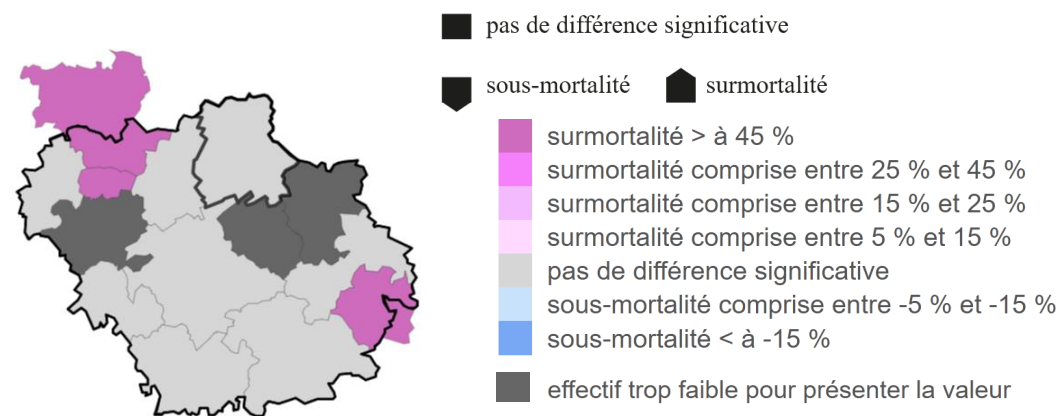 pas de différence significative
sous-mortalité surmortalité
surmortalité > à 45 %
surmortalité comprise entre 25 % et 45 %
surmortalité comprise entre 15 % et 25 %
surmortalité comprise entre 5 % et 15 %
pas de différence significative
sous-mortalité comprise entre -5 % et -15 %
sous-mortalité < à -15 %
effectif trop faible pour présenter la valeur